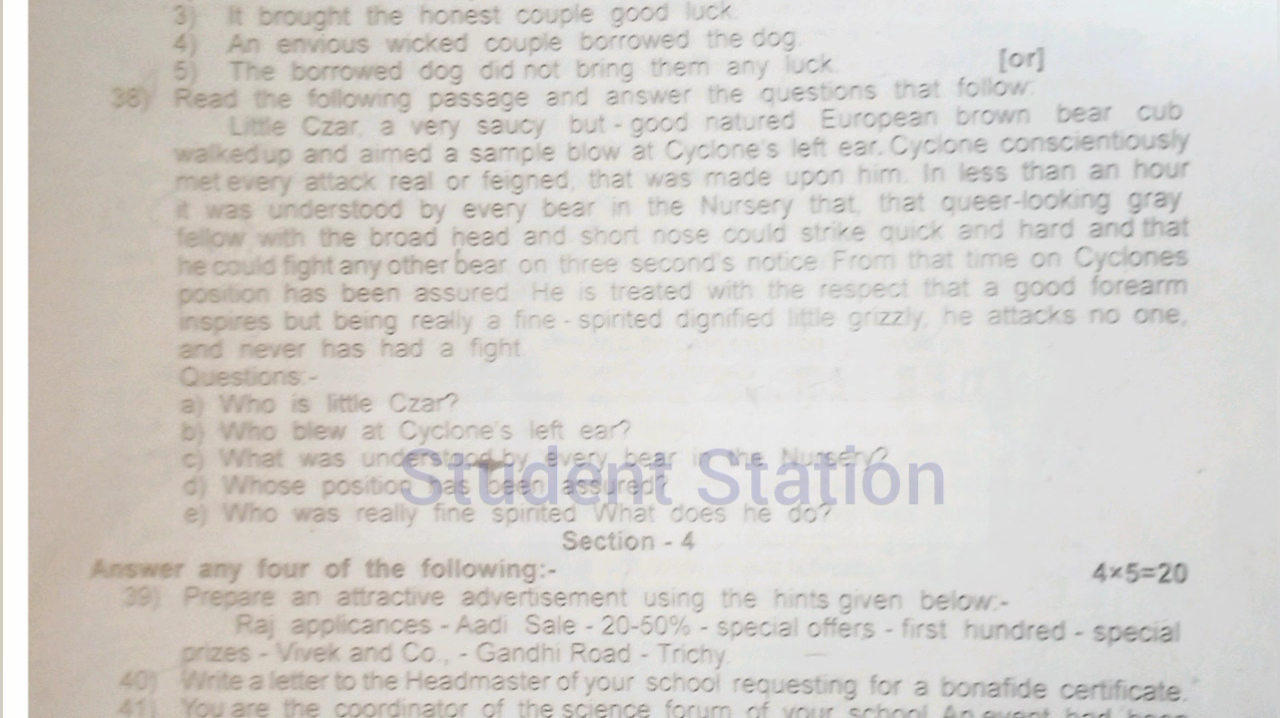 3) It brought the honest couple good luck.
4) An envious wicked couple borrowed the dog.
5) The borrowed dog did not bring them any luck.
[or]
38) Read the following passage and answer the questions that follow:
Little Czar, a very saucy but - good natured European brown bear cub
walkedup and aimed a sample blow at Cyclone's left ear. Cyclone conscientiously
met every attack real or feigned, that was made upon him. In less than an hour
it was understood by every bear in the Nursery that, that queer-looking gray
fellow with the broad head and short nose could strike quick and hard and that
he could fight any other bear on three second's notice. From that time on Cyclones
position has been assured. He is treated with the respect that a good forearm
inspires but being really a fine - spirited dignified little grizzly, he attacks no one,
and never has had a fight.
Questions:-
a) Who is little Czar?
b) Who blew at Cyclone's left ear?
c) What was understood by every bear in the Nursery?
d) Whose position has been assured?
e) Who was really fine spirited What does he do?
Student Station
Section - 4
Answer any four of the following:- 4×5=20
39) Prepare an attractive advertisement using the hints given below:-
Raj applicances - Aadi Sale - 20-50% - special offers - first hundred - special
prizes - Vivek and Co., - Gandhi Road - Trichy.
40) Write a letter to the Headmaster of your school requesting for a bonafide certificate.
41) You are the coordinator of the science forum of your school. An event had been